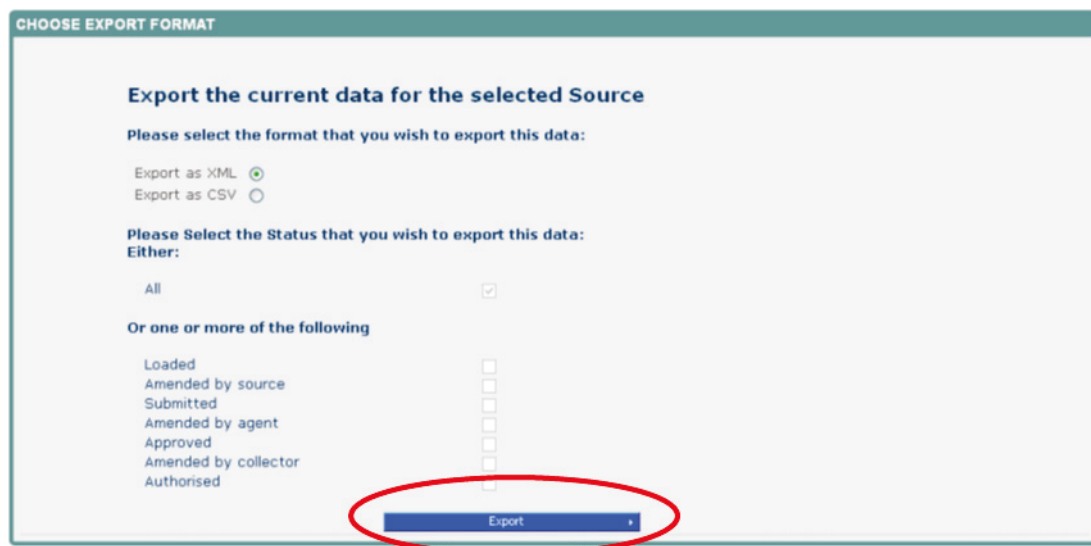 CHOOSE EXPORT FORMAT
Export the current data for the selected Source
Please select the format that you wish to export this data:
Export as XML
Export as CSV
Please Select the Status that you wish to export this data:
Either:
All
Or one or more of the following
Loaded
Amended by source
Submitted
Amended by agent
Approved
Amended by collector
Authorised
Export